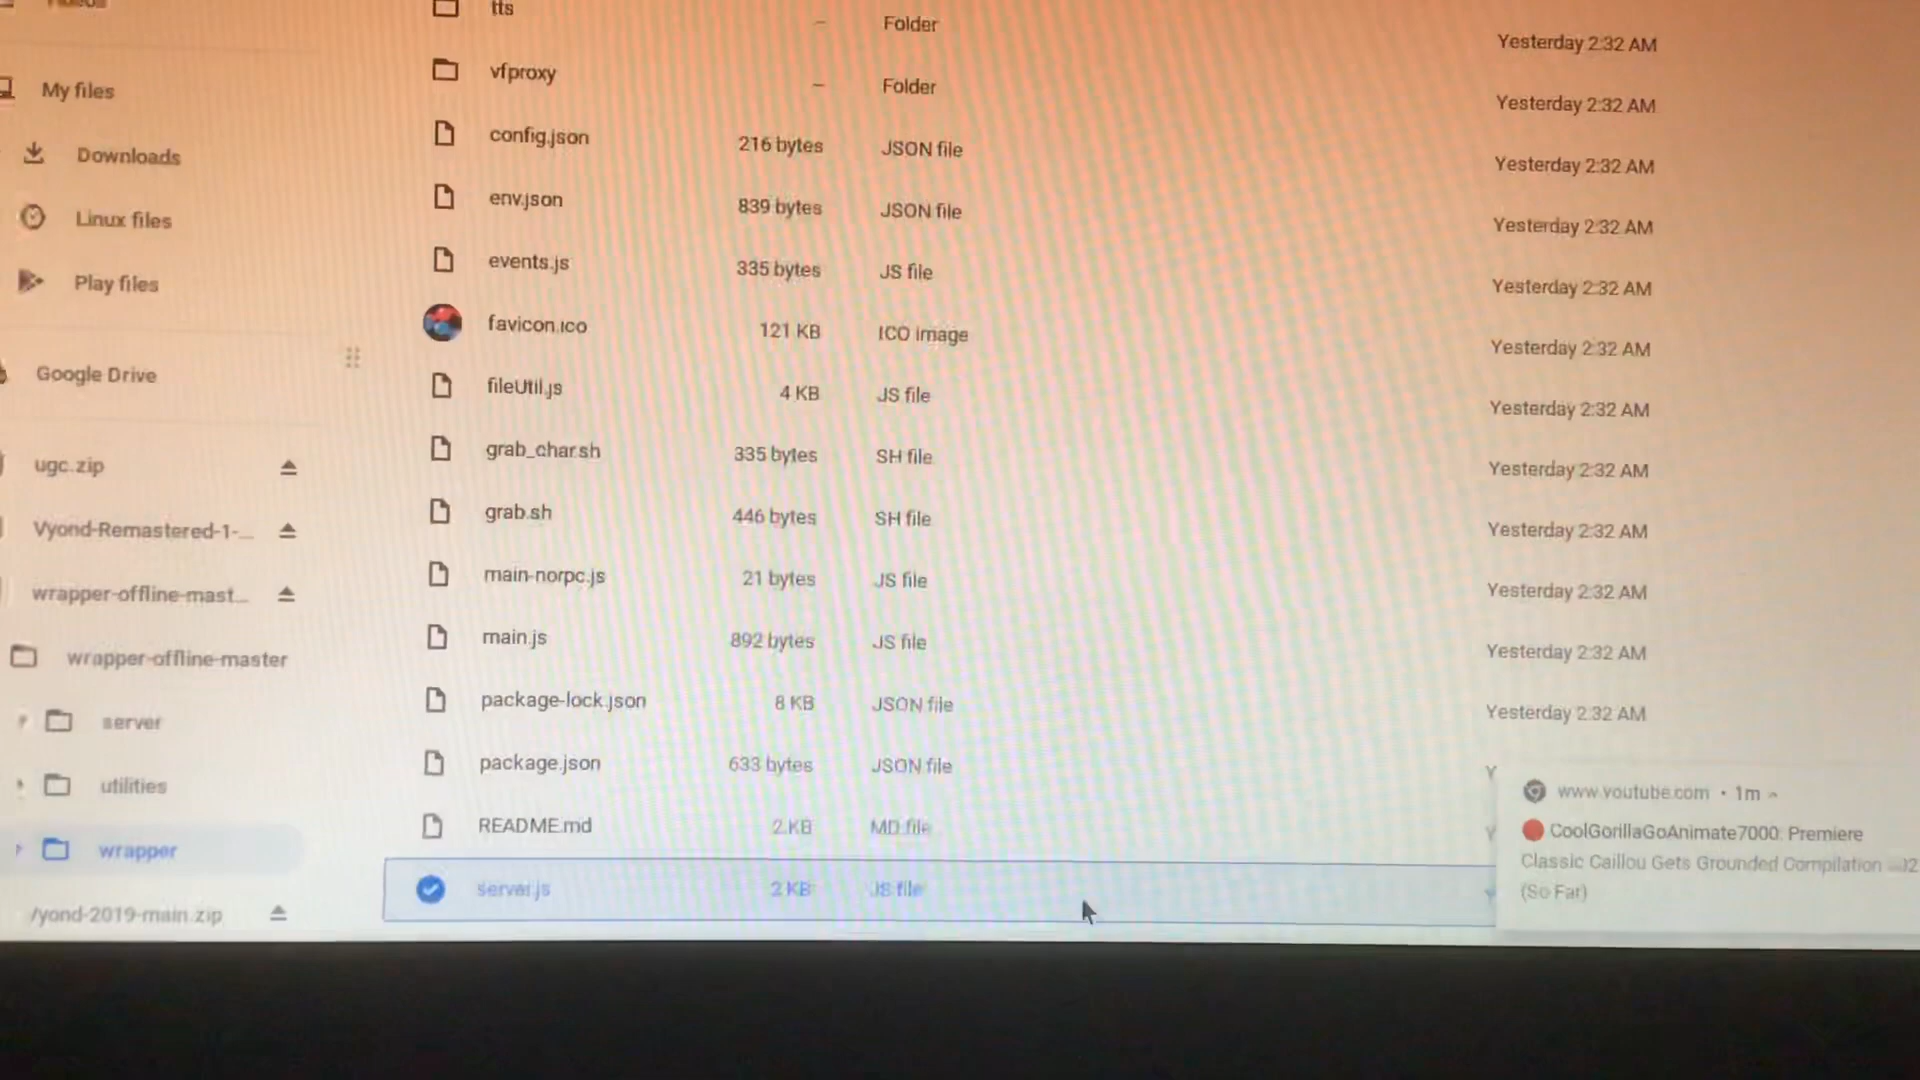 tts – Folder Yesterday 2:32 AM
vfproxy – Folder Yesterday 2:32 AM
My files
config.json 216 bytes JSON file Yesterday 2:32 AM
Downloads
env.json 839 bytes JSON file Yesterday 2:32 AM
Linux files
events.js 335 bytes JS file Yesterday 2:32 AM
Play files
favicon.ico 121 KB ICO image Yesterday 2:32 AM
Google Drive
fileUtil.js 4 KB JS file Yesterday 2:32 AM
ugc.zip
grab_char.sh 335 bytes SH file Yesterday 2:32 AM
Vyond-Remastered-1-...
grab.sh 446 bytes SH file Yesterday 2:32 AM
wrapper-offline-mast...
main-norpc.js 21 bytes JS file Yesterday 2:32 AM
wrapper-offline-master
main.js 892 bytes JS file Yesterday 2:32 AM
server
package-lock.json 8 KB JSON file Yesterday 2:32 AM
utilities
package.json 633 bytes JSON file Y
wrapper
README.md 2 KB MD file Y
/yond-2019-main.zip
server.js 2 KB JS file Y
www.youtube.com • 1m
CoolGorillaGoAnimate7000: Premiere
Classic Caillou Gets Grounded Compilation
(So Far)